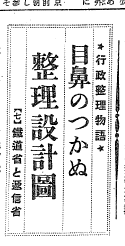 ★行政整理物語★
目鼻のつかぬ
整理設計圖
【七】鐵道省と遞信省